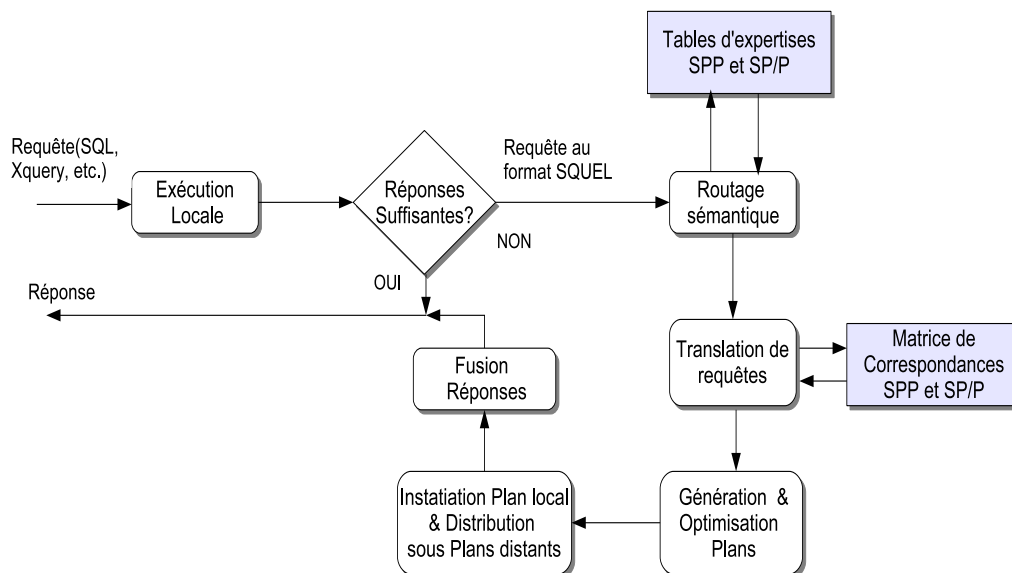 Tables d'expertises
SPP et SP/P
Requête(SQL,
Xquery, etc.)
Exécution
Locale
Réponses
Suffisantes?
Requête au
format SQUEL
NON
OUI
Routage
sémantique
Réponse
Fusion
Réponses
Translation de
requêtes
Matrice de
Correspondances
SPP et SP/P
Instatiation Plan local
& Distribution
sous Plans distants
Génération &
Optimisation
Plans